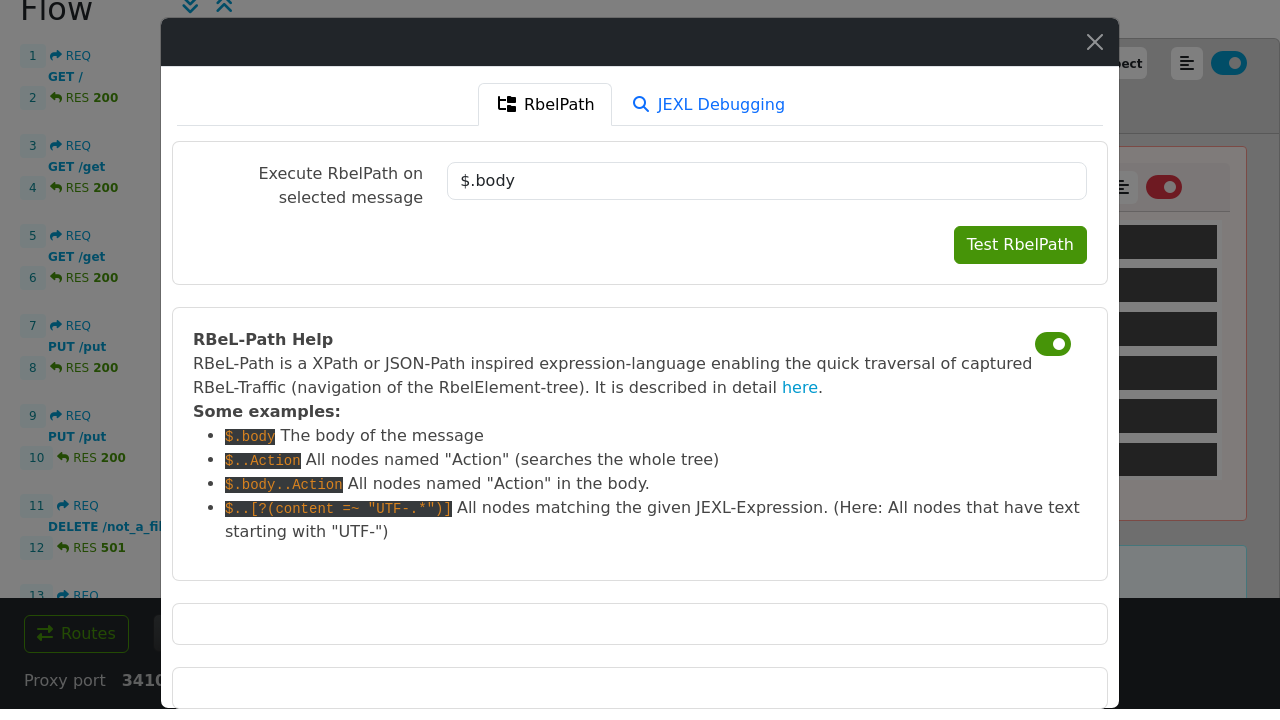 Flow
1 REQ
GET /
2 RES 200
3 REQ
GET /get
4 RES 200
5 REQ
GET /get
6 RES 200
7 REQ
PUT /put
8 RES 200
9 REQ
PUT /put
10 RES 200
11 REQ
DELETE /not_a_fil
12 RES 501
13 REQ
Routes
Proxy port 3410
ect
RbelPath
JEXL Debugging
Execute RbelPath on
selected message
$.body
Test RbelPath
RBeL-Path Help
RBeL-Path is a XPath or JSON-Path inspired expression-language enabling the quick traversal of captured
RBeL-Traffic (navigation of the RbelElement-tree). It is described in detail here.
Some examples:
• $.body The body of the message
• $..Action All nodes named "Action" (searches the whole tree)
• $.body..Action All nodes named "Action" in the body.
• $..[?(content =~ "UTF-.*")] All nodes matching the given JEXL-Expression. (Here: All nodes that have text
starting with "UTF-")